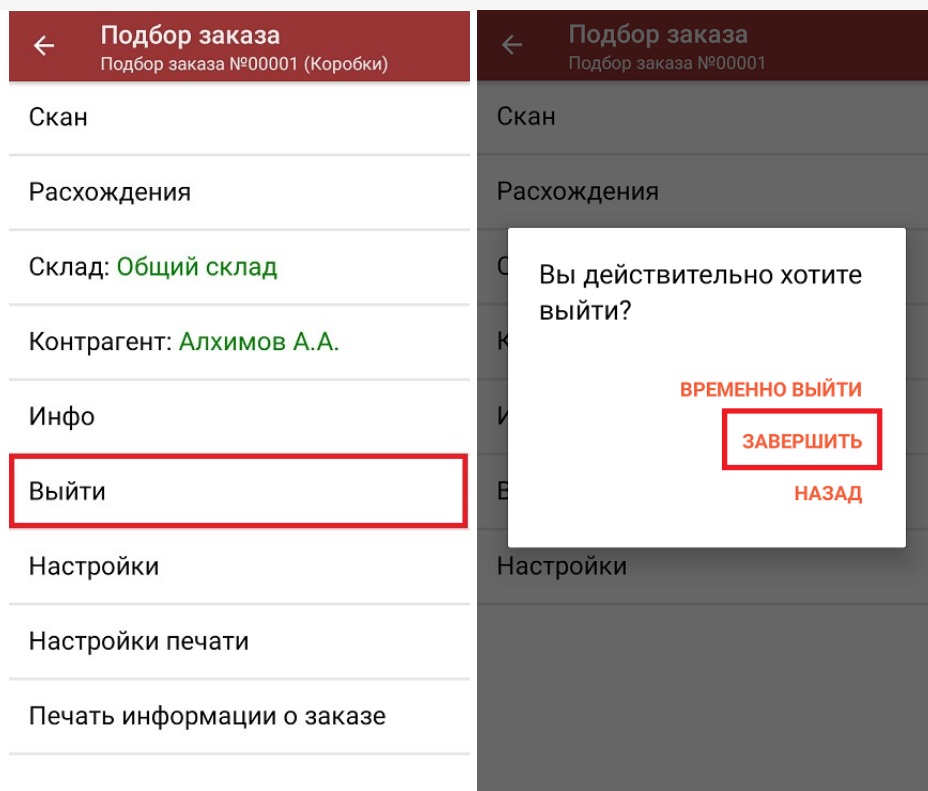 Подбор заказа
Подбор заказа №00001 (Коробки)
Скан
Расхождения
Склад: Общий склад
Контрагент: Алхимов А.А.
Инфо
Выйти
Настройки
Настройки печати
Печать информации о заказе
Подбор заказа
Подбор заказа №00001
Скан
Расхождения
Вы действительно хотите
выйти?
ВРЕМЕННО ВЫЙТИ
ЗАВЕРШИТЬ
НАЗАД
Настройки